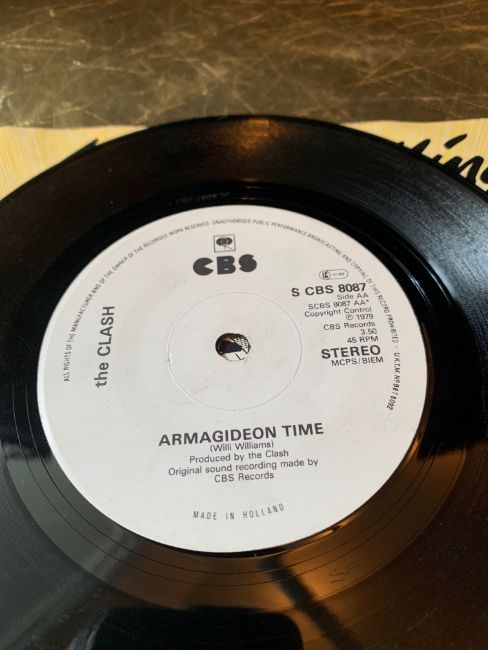 ALL RIGHTS OF THE MANUFACTURER AND OF THE OWNER OF THE RECORDED WORK RESERVED. UNAUTHORISED PUBLIC PERFORMANCE BROADCASTING AND COPYING OF THIS RECORD PROHIBITED
CBS
the CLASH
S CBS 8087
Side AA
SCBS 8087 AA*
Copyright Control
℗ 1979
CBS Records
3.50
45 RPM
STEREO
MCPS/BIEM
ARMAGIDEON TIME
(Willi Williams)
Produced by the Clash
Original sound recording made by
CBS Records
MADE IN HOLLAND